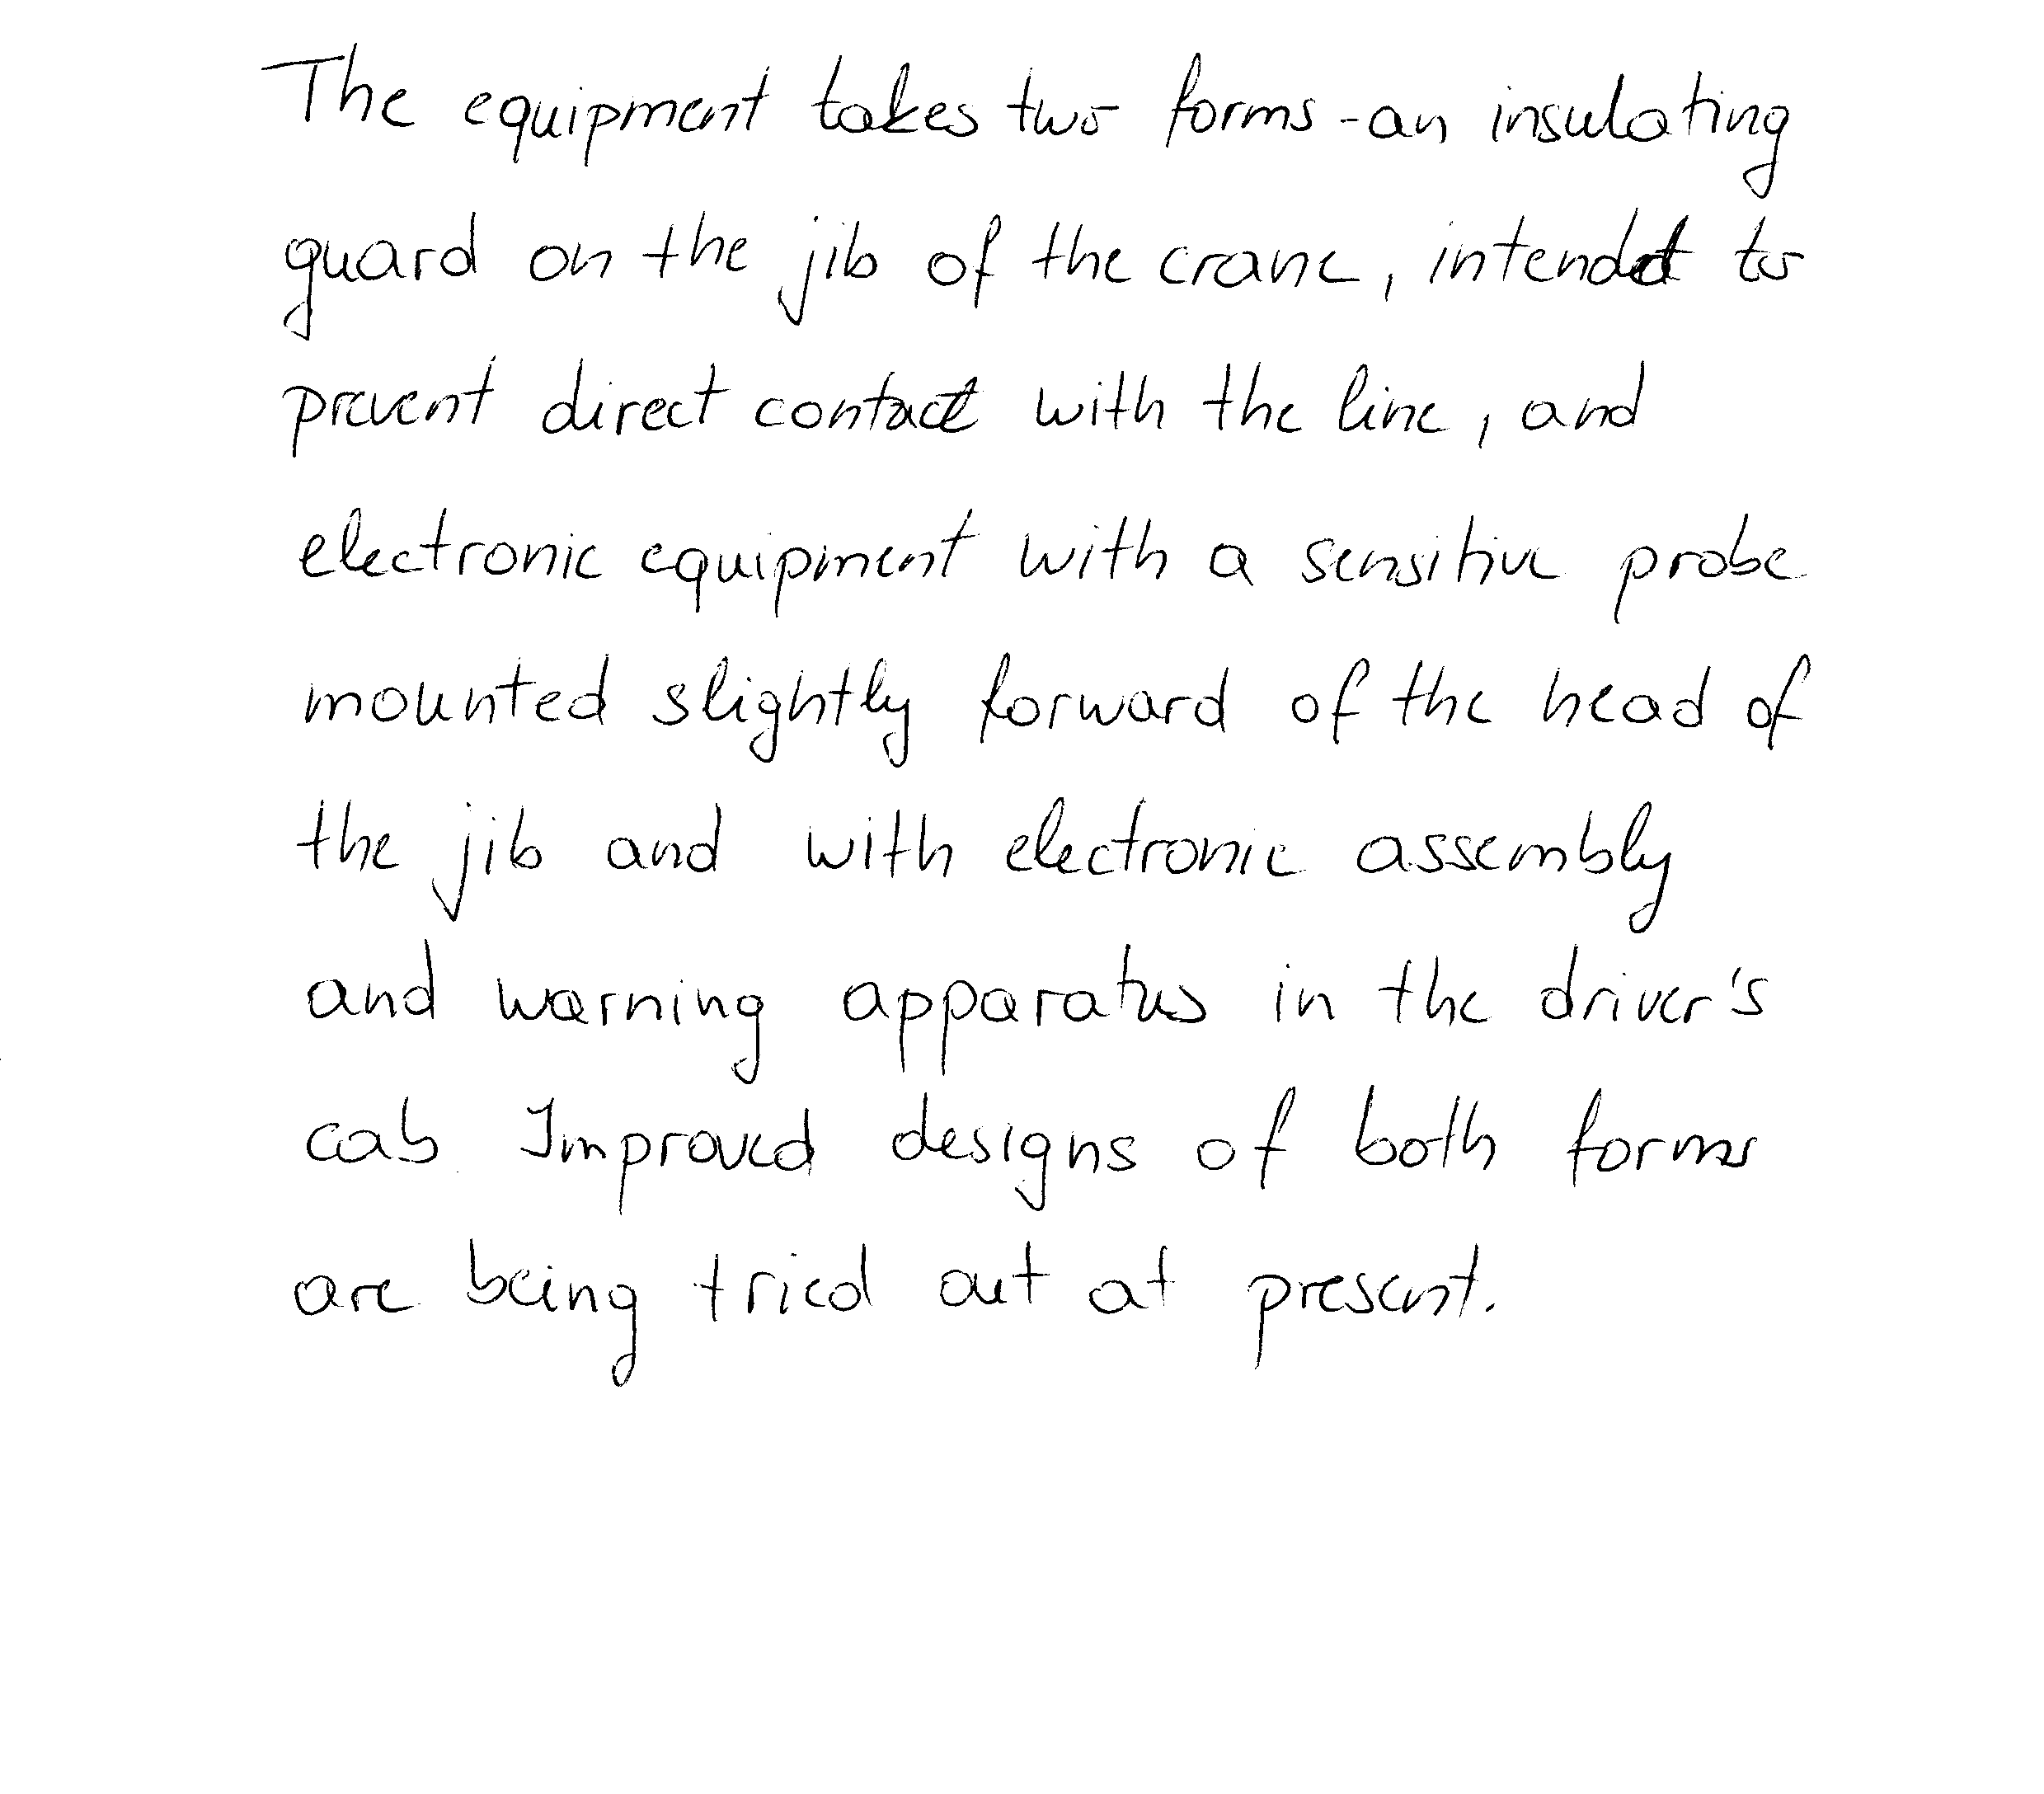 The equipment takes two forms - an insulating
guard on the jib of the crane, intended to
prevent direct contact with the line, and
electronic equipment with a sensitive probe
mounted slightly forward of the head of
the jib and with electronic assembly
and warning apparatus in the driver's
cab. Improved designs of both forms
are being tried out at present.